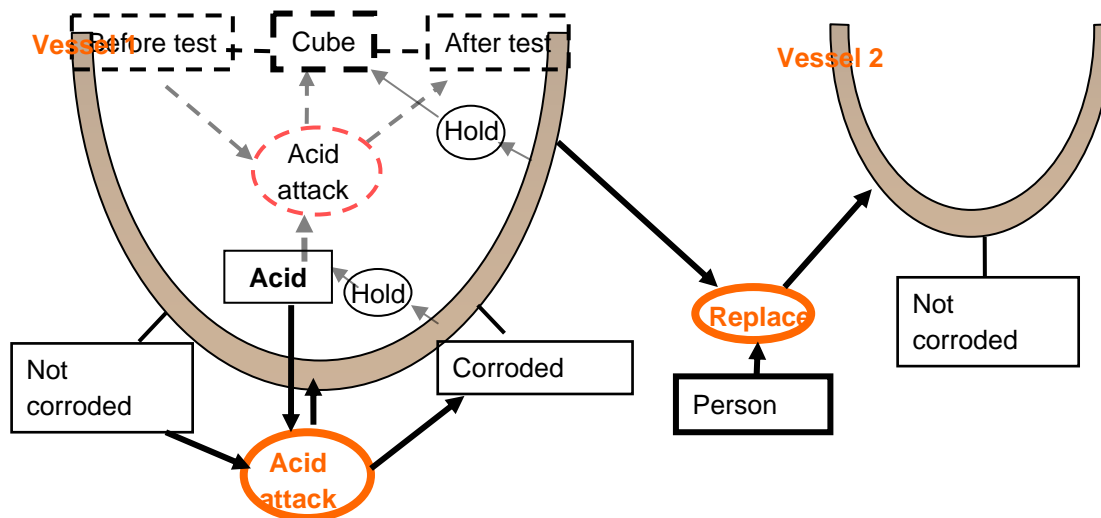 Before test
Cube
After test
Vessel 1
Vessel 2
Hold
Acid
attack
Acid
Hold
Not
corroded
Corroded
Replace
Not
corroded
Person
Acid
attack